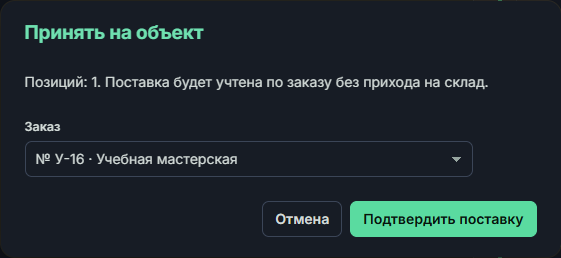 Принять на объект
Позиций: 1. Поставка будет учтена по заказу без прихода на склад.
Заказ
№ У-16 · Учебная мастерская
Отмена
Подтвердить поставку